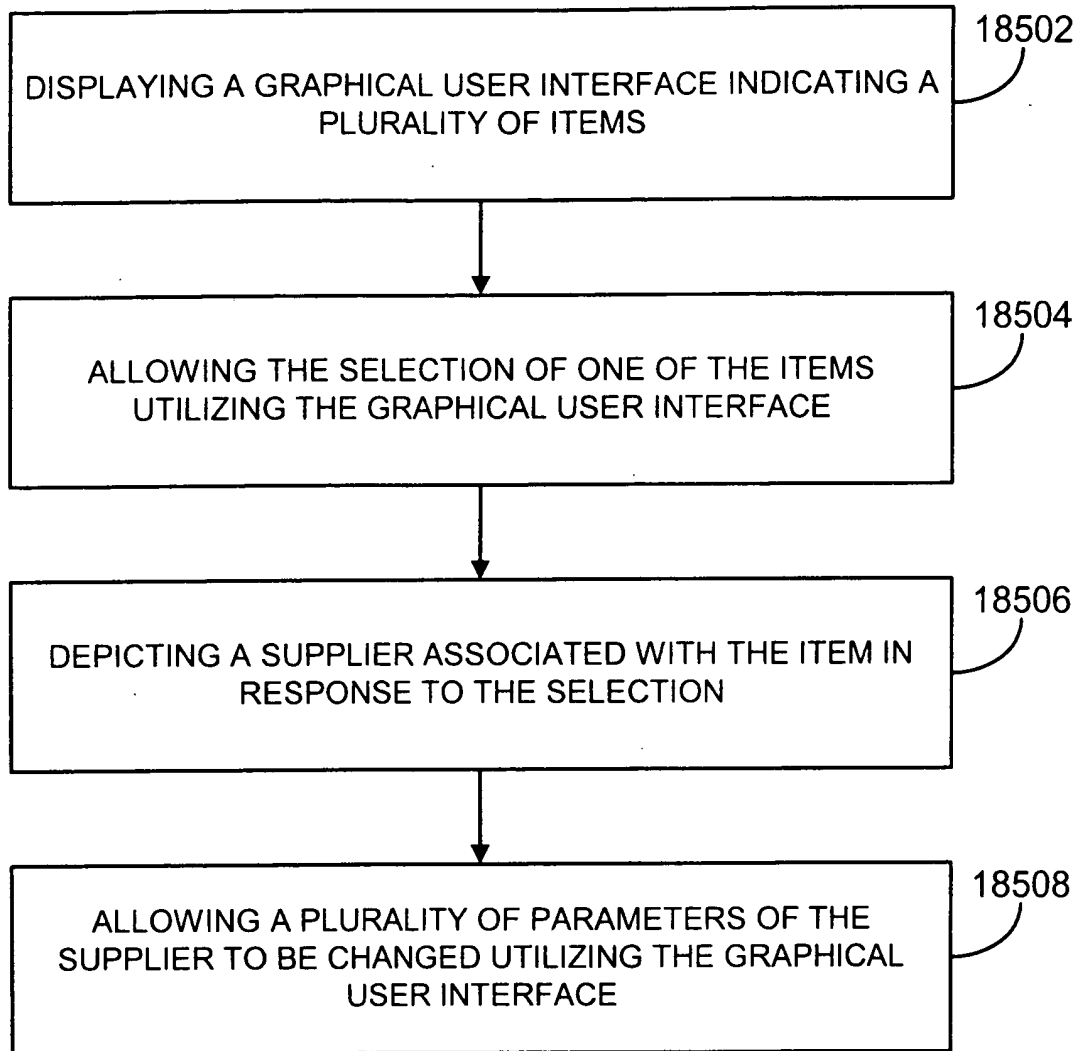 18502
DISPLAYING A GRAPHICAL USER INTERFACE INDICATING A
PLURALITY OF ITEMS
18504
ALLOWING THE SELECTION OF ONE OF THE ITEMS
UTILIZING THE GRAPHICAL USER INTERFACE
18506
DEPICTING A SUPPLIER ASSOCIATED WITH THE ITEM IN
RESPONSE TO THE SELECTION
18508
ALLOWING A PLURALITY OF PARAMETERS OF THE
SUPPLIER TO BE CHANGED UTILIZING THE GRAPHICAL
USER INTERFACE